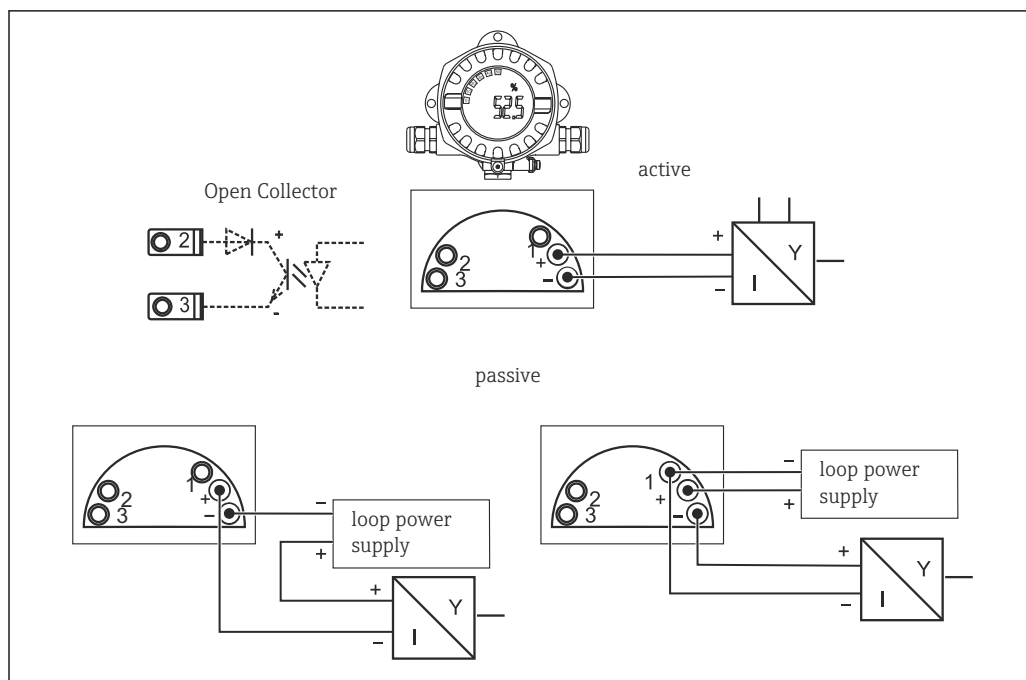 %
52.5
active
Open Collector
2
+
3
-
1
+
2
3
-
+
-
Y
I
passive
1
+
2
3
-
-
loop power
supply
+
+
-
Y
I
1
+
2
3
-
-
loop power
supply
+
+
-
Y
I